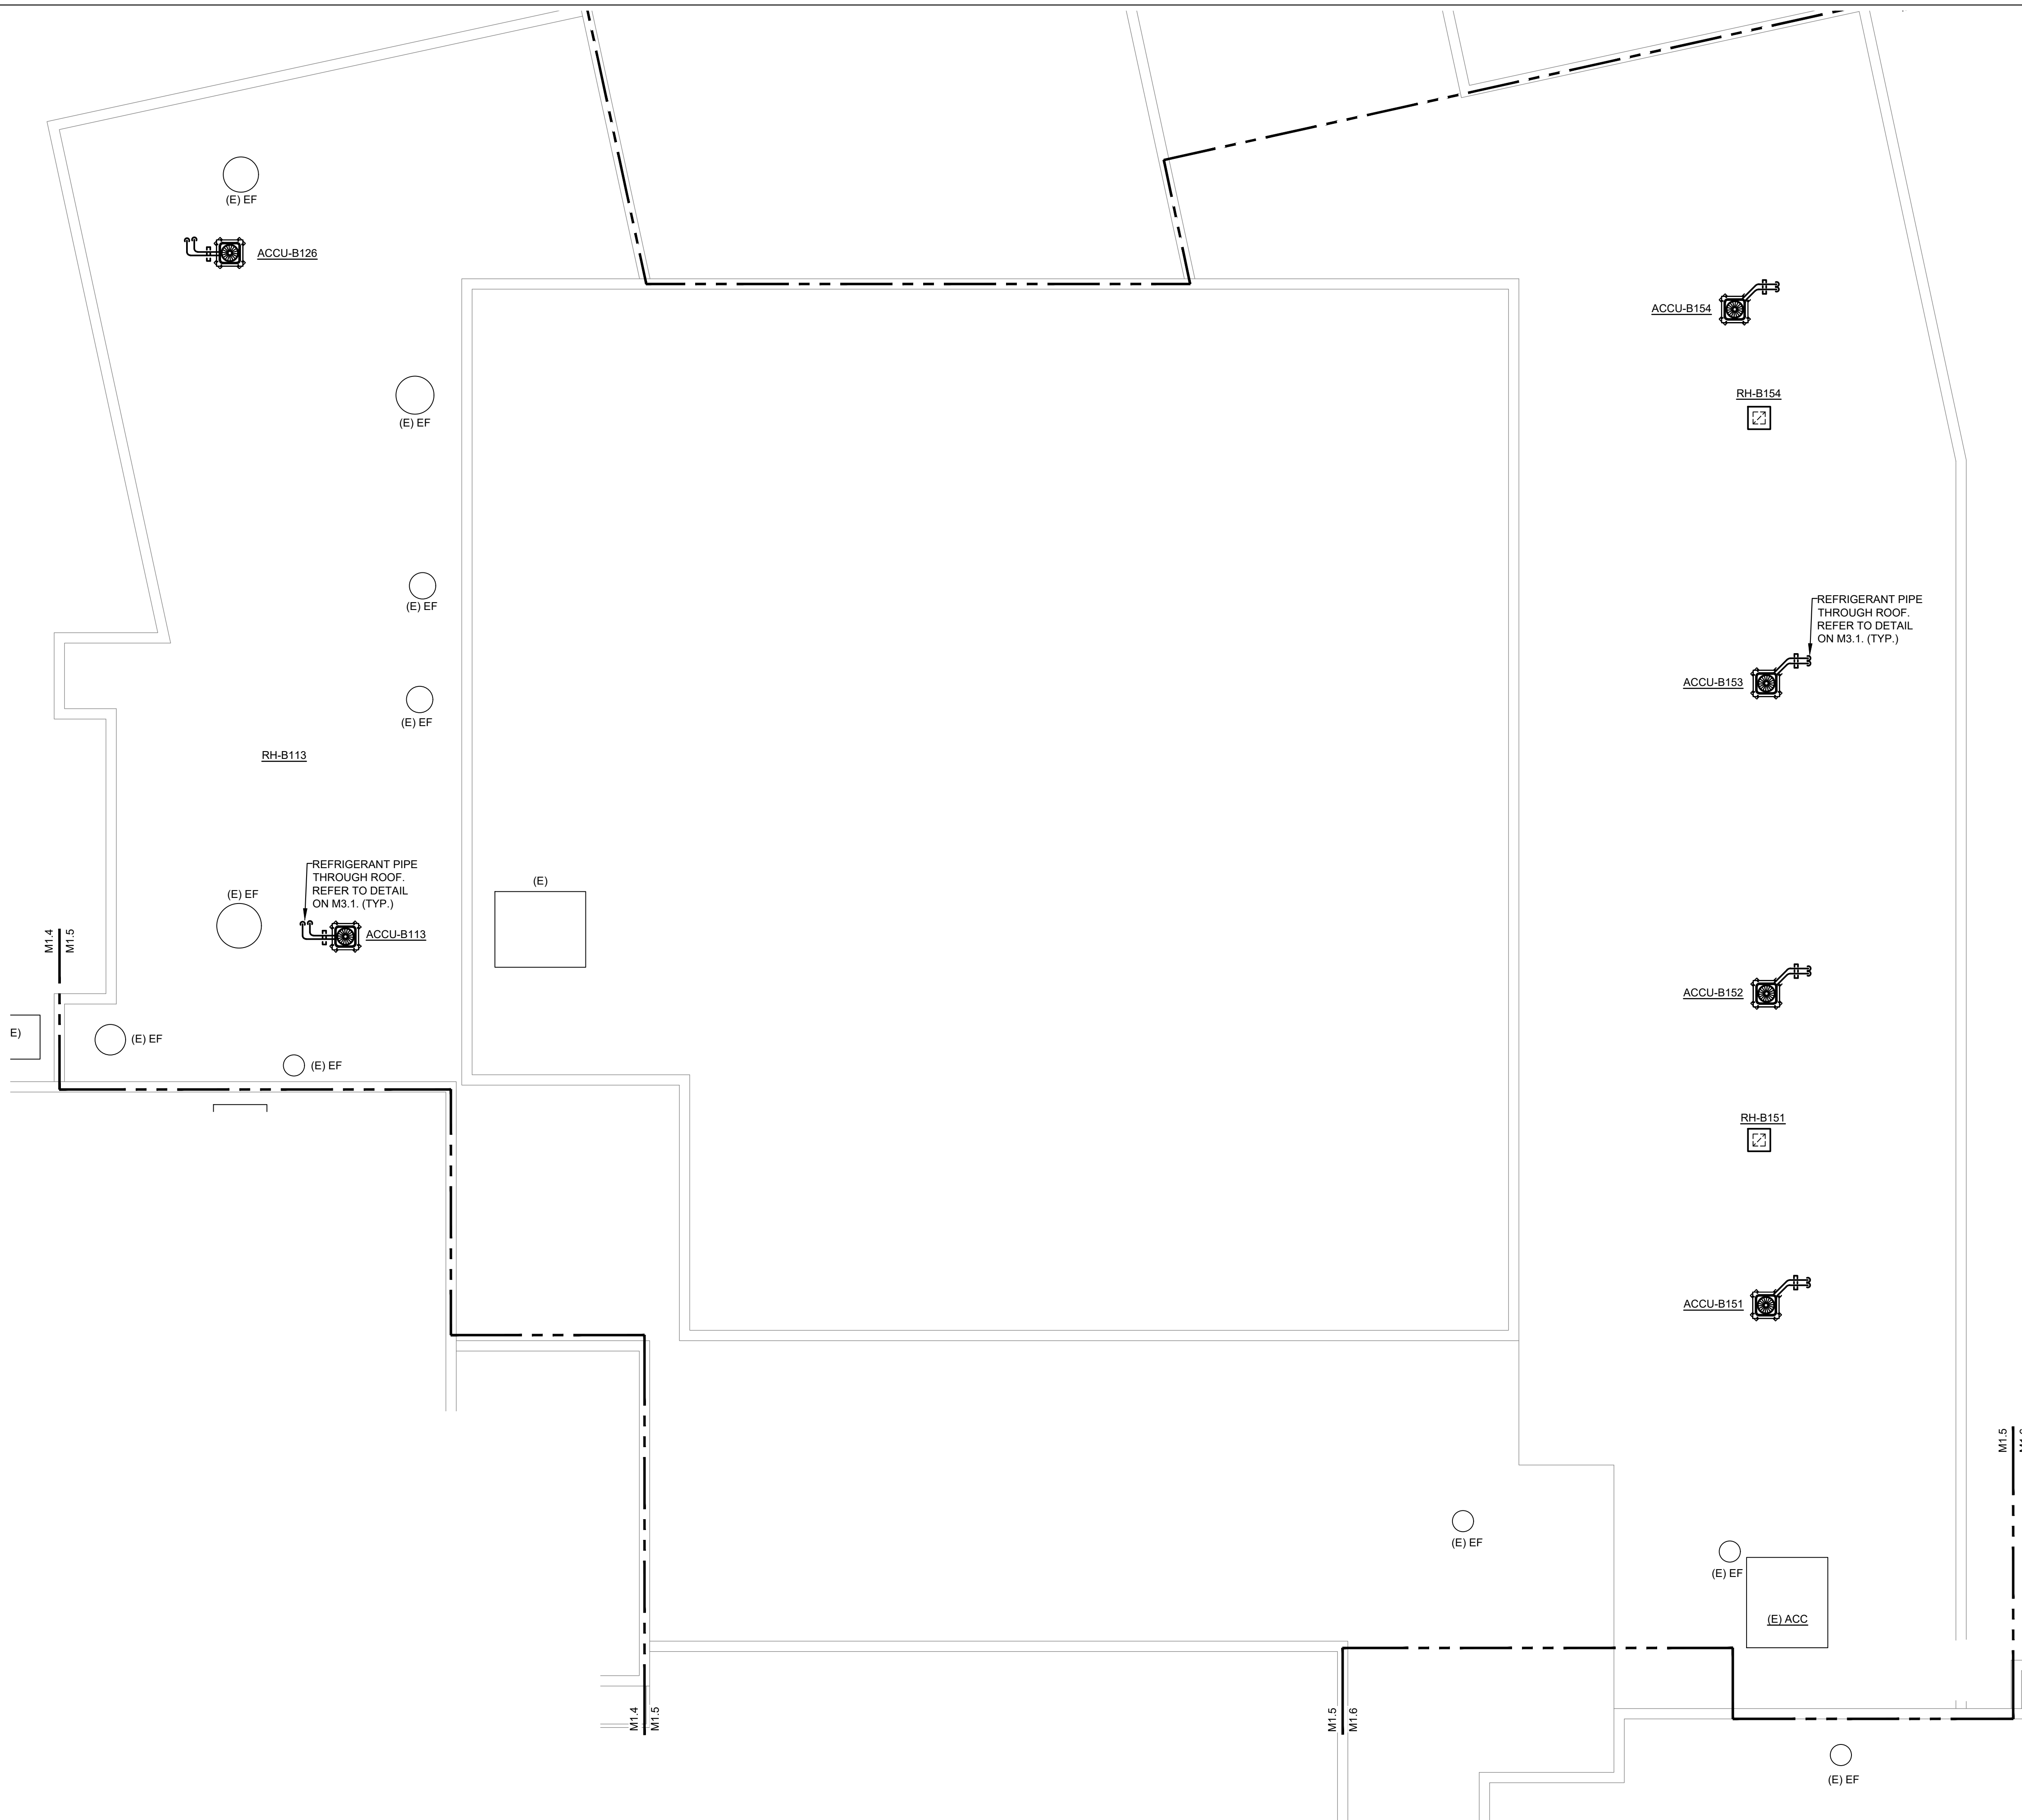 (E) EF
ACCU-B126
ACCU-B154
RH-B154
(E) EF
(E) EF
REFRIGERANT PIPE
THROUGH ROOF.
REFER TO DETAIL
ON M3.1. (TYP.)
ACCU-B153
(E) EF
RH-B113
REFRIGERANT PIPE
THROUGH ROOF.
REFER TO DETAIL
ON M3.1. (TYP.)
(E)
(E) EF
ACCU-B113
M1.4
M1.5
ACCU-B152
E)
(E) EF
(E) EF
RH-B151
ACCU-B151
M1.5
(E) EF
(E) EF
(E) ACC
M1.4
M1.5
M1.5
M1.6
(E) EF